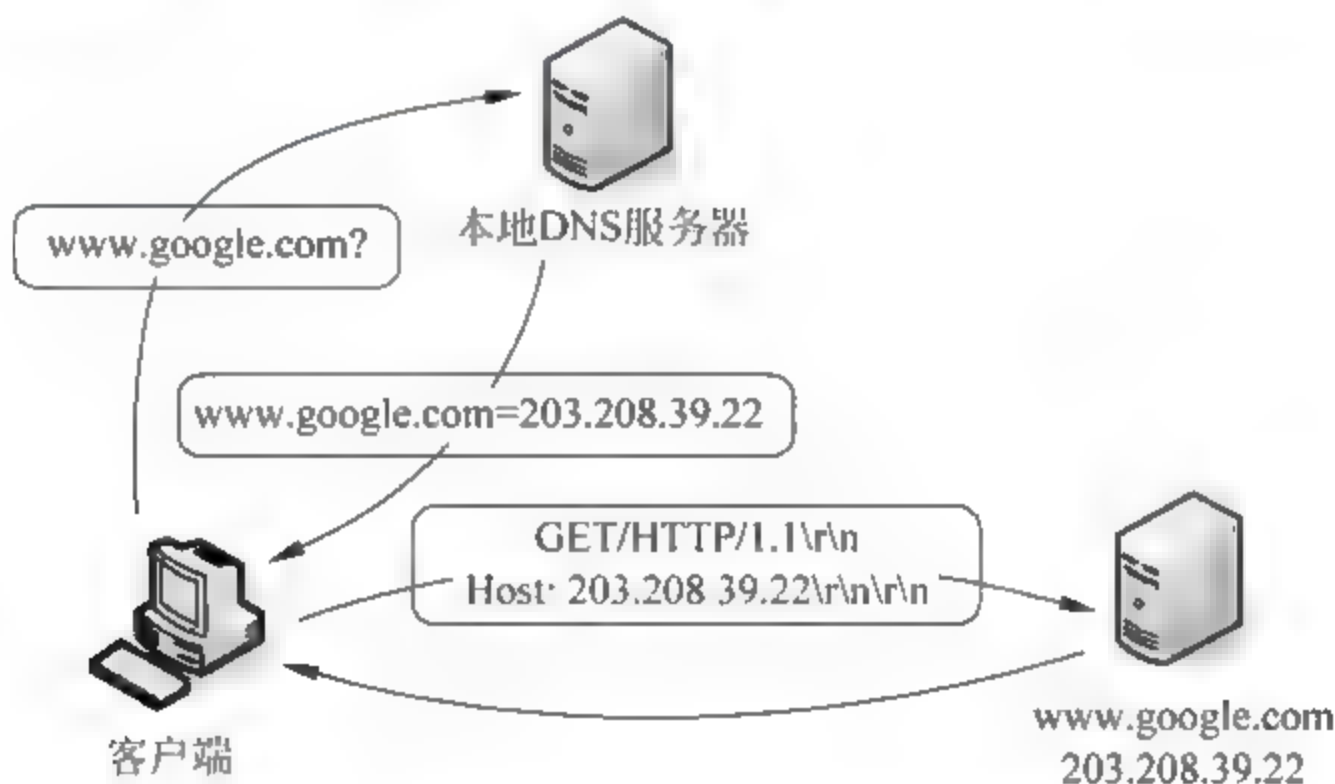 本地DNS服务器
www.google.com?
www.google.com=203.208.39.22
GET/HTTP/1.1\r\n
Host: 203.208 39.22\r\n\r\n
客户端
www.google.com
203.208.39.22